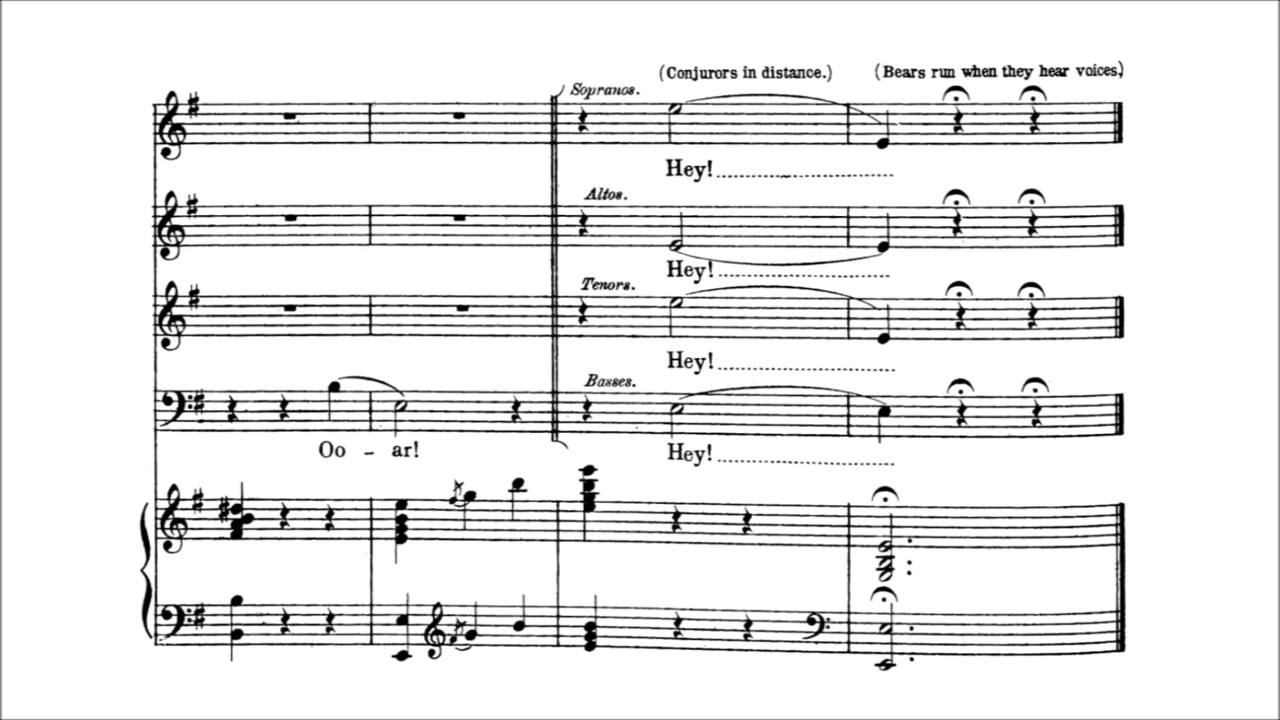 (Conjurors in distance.) (Bears run when they hear voices.)
Sopranos.
Hey!
Altos.
Hey!
Tenors.
Hey!
Basses.
Oo - ar! Hey!